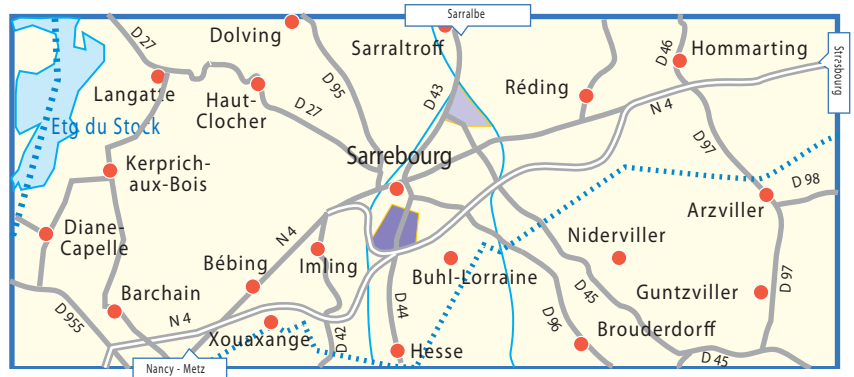 Sarralbe
D 27
Dolving
Sarraltroff
D 46
Hommarting
Strasbourg
Langatte
Haut-
Clocher
D 95
D 43
Réding
N 4
Etg du Stock
D 27
D 97
Sarrebourg
Kerprich-
aux-Bois
D 98
Arzviller
Diane-
Capelle
N 4
Niderviller
Bébing
Imling
Buhl-Lorraine
D 97
Barchain
D 44
D 45
Guntzviller
D 955
N 4
Xouaxange
D 42
D 96
Brouderdorff
Hesse
D 45
Nancy - Metz